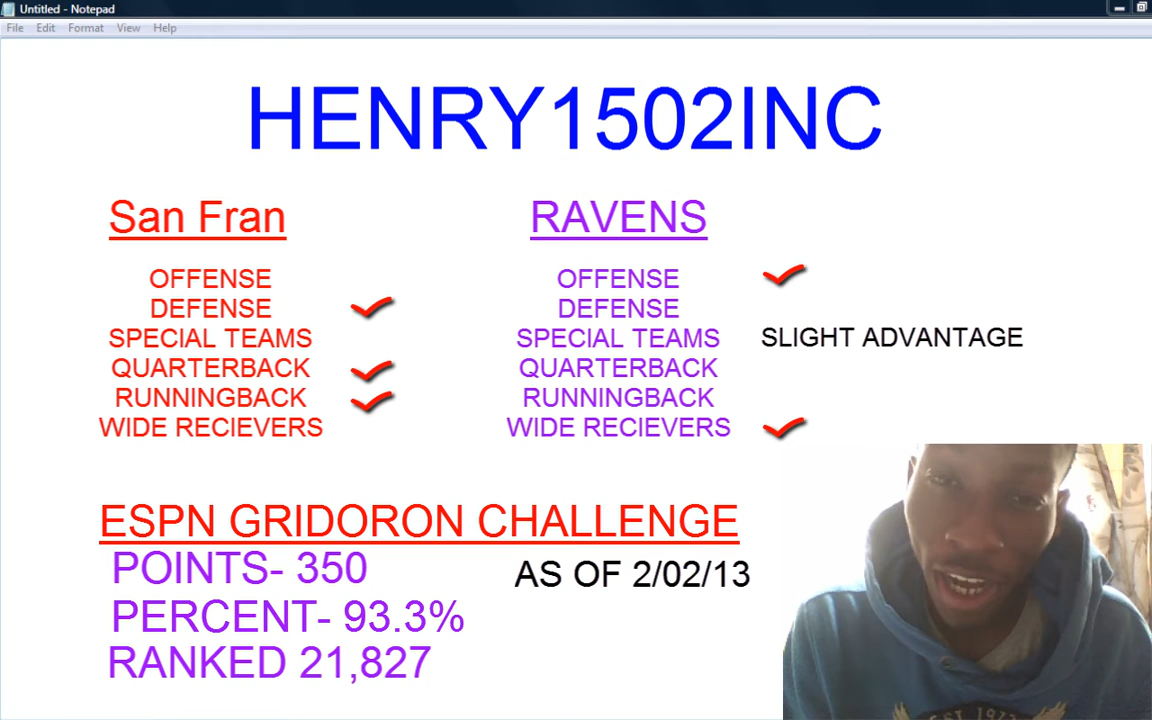 Untitled - Notepad
File Edit Format View Help
HENRY1502INC
San Fran
OFFENSE
DEFENSE
SPECIAL TEAMS
QUARTERBACK
RUNNINGBACK
WIDE RECIEVERS
RAVENS
OFFENSE
DEFENSE
SPECIAL TEAMS SLIGHT ADVANTAGE
QUARTERBACK
RUNNINGBACK
WIDE RECIEVERS
ESPN GRIDORON CHALLENGE
POINTS- 350
AS OF 2/02/13
PERCENT- 93.3%
RANKED 21,827
EST. 1977